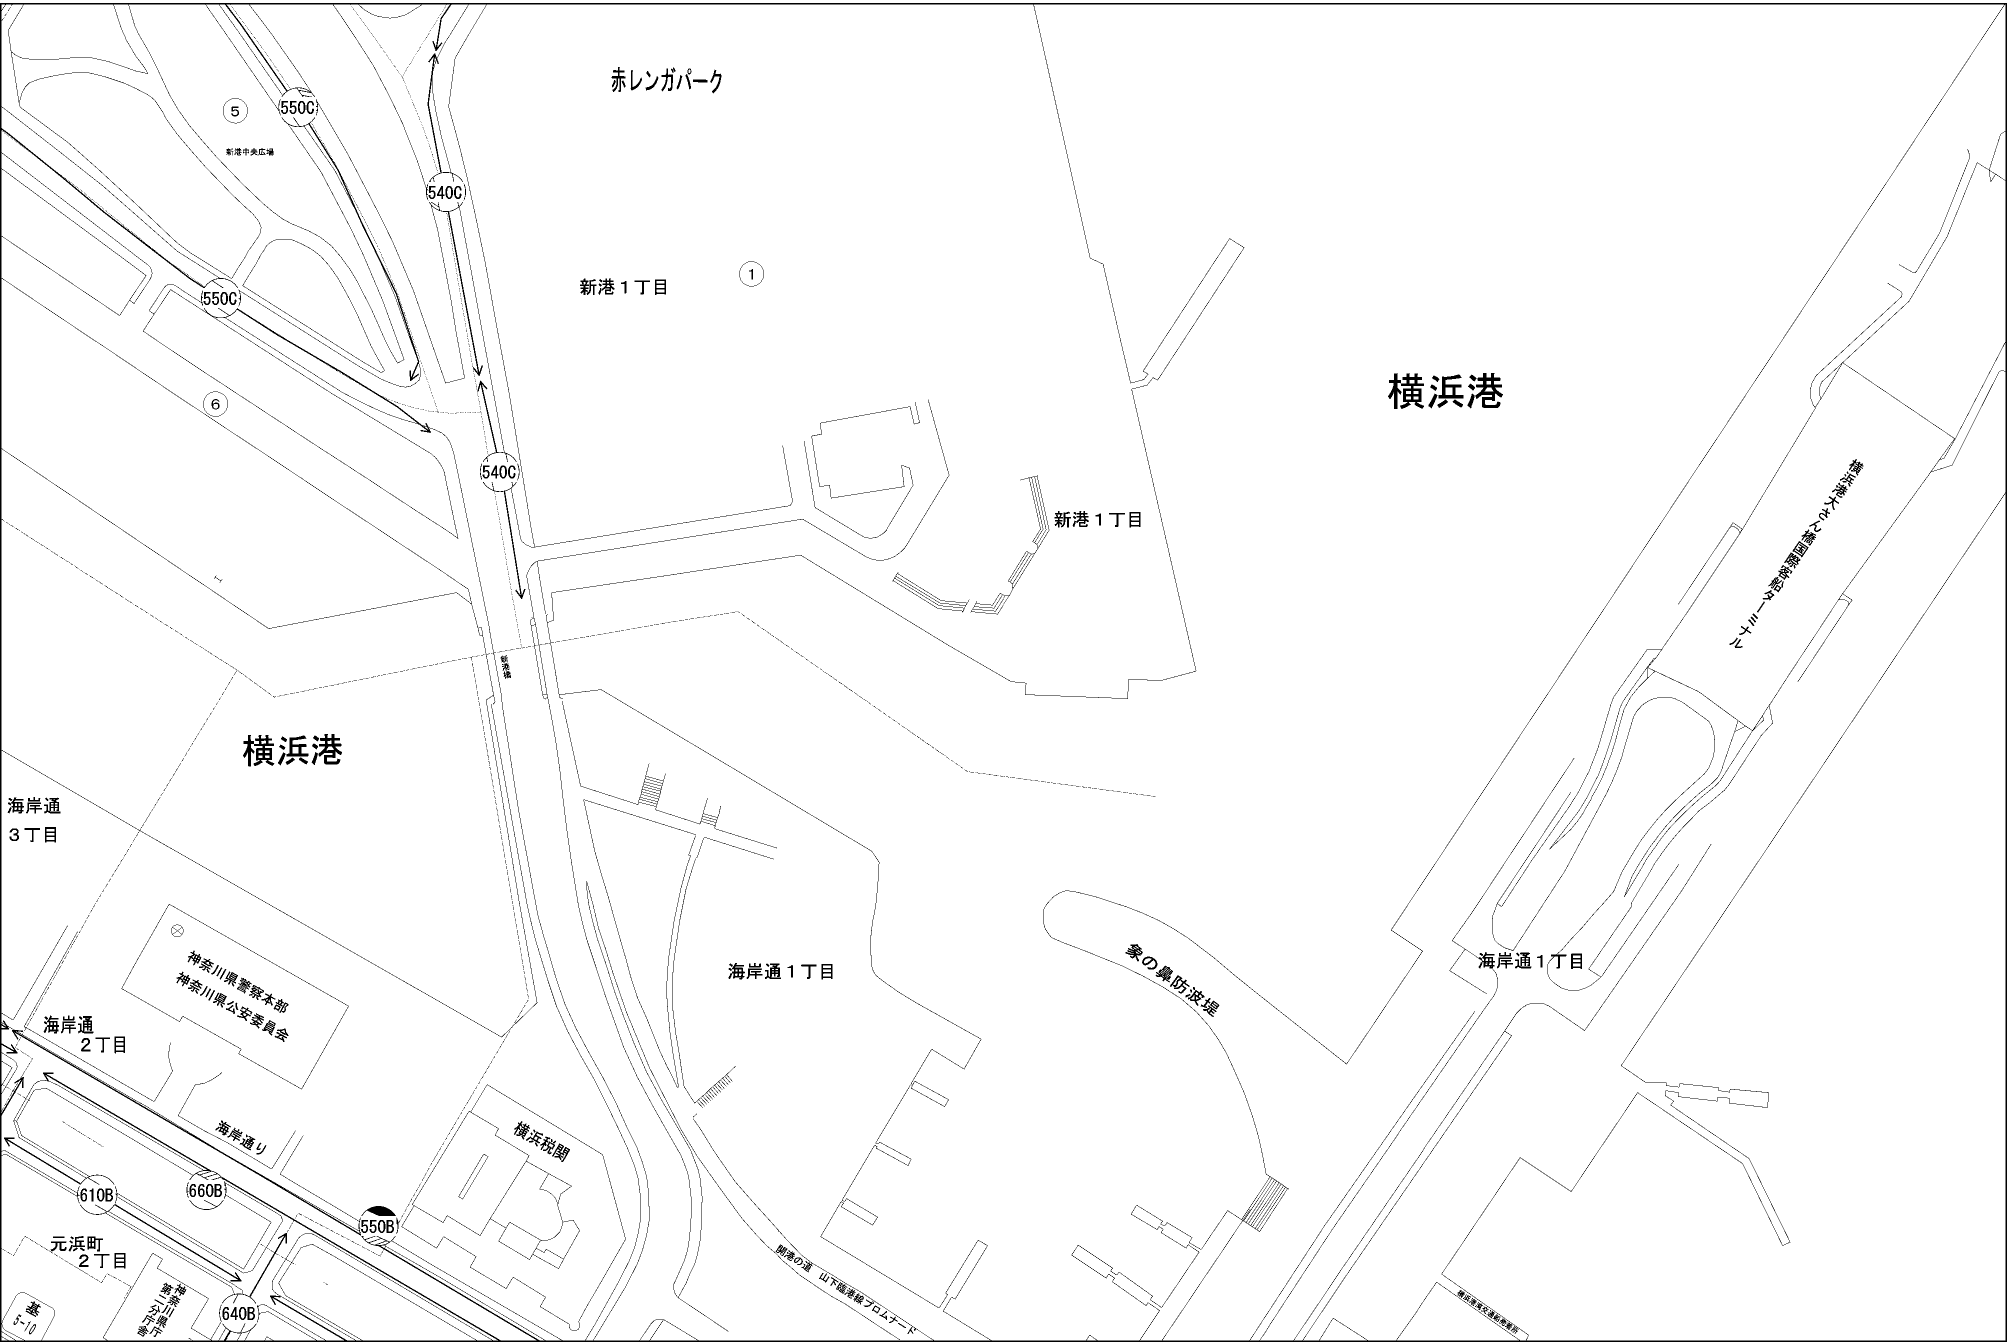 赤レンガパーク
550C
5
新港中央広場
540C
1
新港1丁目
550C
横浜港
6
540C
横浜港大さん橋国際客船ターミナル
新港1丁目
新港橋
横浜港
海岸通
3丁目
神奈川県警察本部
神奈川県公安委員会
象の鼻防波堤
海岸通1丁目
海岸通1丁目
海岸通
2丁目
海岸通り
横浜税関
610B
660B
550B
元浜町
2丁目
開港の道 山下臨港線プロムナード
神奈川県庁
第二分庁舎
基
5-10
640B